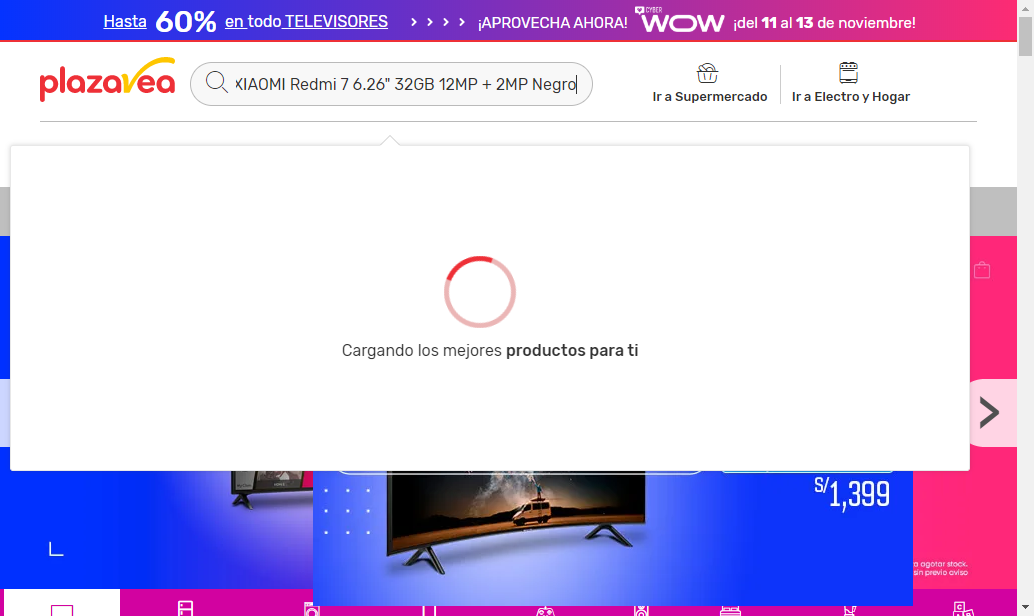 Hasta 60% en todo TELEVISORES > > > > ¡APROVECHA AHORA! CYBER WOW ¡del 11 al 13 de noviembre!
plazavea
XIAOMI Redmi 7 6.26" 32GB 12MP + 2MP Negro
Ir a Supermercado
Ir a Electro y Hogar
Cargando los mejores productos para ti
S/1,399
agotar stock.
sin previo aviso